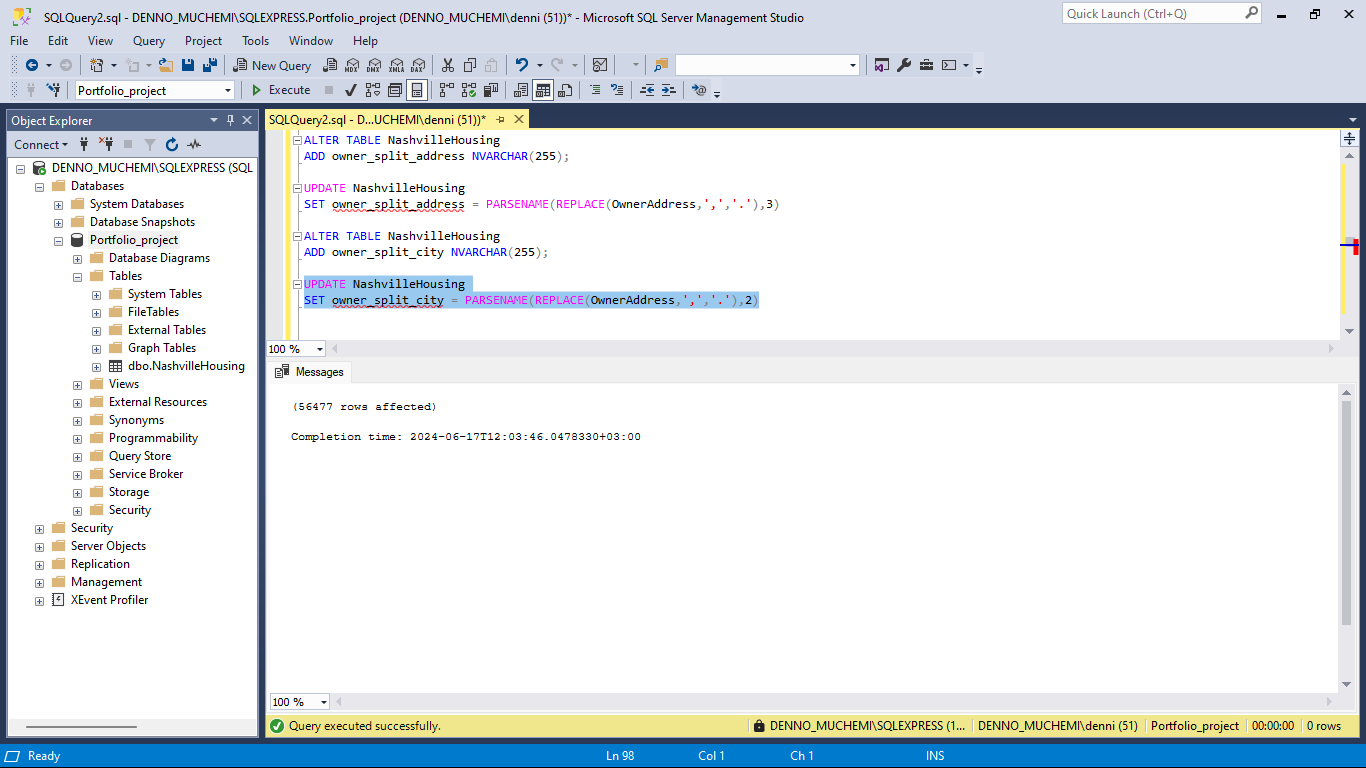 SQLQuery2.sql - DENNO_MUCHEMI\SQLEXPRESS.Portfolio_project (DENNO_MUCHEMI\denni (51))* - Microsoft SQL Server Management Studio
Quick Launch (Ctrl+Q)
File Edit View Query Project Tools Window Help
New Query MDX DMX XMLA DAX
Portfolio_project Execute
Object Explorer
Connect
DENNO_MUCHEMI\SQLEXPRESS (SQL
Databases
System Databases
Database Snapshots
Portfolio_project
Database Diagrams
Tables
System Tables
FileTables
External Tables
Graph Tables
dbo.NashvilleHousing
Views
External Resources
Synonyms
Programmability
Query Store
Service Broker
Storage
Security
Security
Server Objects
Replication
Management
XEvent Profiler
SQLQuery2.sql - D...UCHEMI\denni (51))*
ALTER TABLE NashvilleHousing
ADD owner_split_address NVARCHAR(255);
UPDATE NashvilleHousing
SET owner_split_address = PARSENAME(REPLACE(OwnerAddress,',','.'),3)
ALTER TABLE NashvilleHousing
ADD owner_split_city NVARCHAR(255);
UPDATE NashvilleHousing
SET owner_split_city = PARSENAME(REPLACE(OwnerAddress,',','.'),2)
100 %
Messages
(56477 rows affected)
Completion time: 2024-06-17T12:03:46.0478330+03:00
100 %
Query executed successfully. DENNO_MUCHEMI\SQLEXPRESS (1... DENNO_MUCHEMI\denni (51) Portfolio_project 00:00:00 0 rows
Ready Ln 98 Col 1 Ch 1 INS